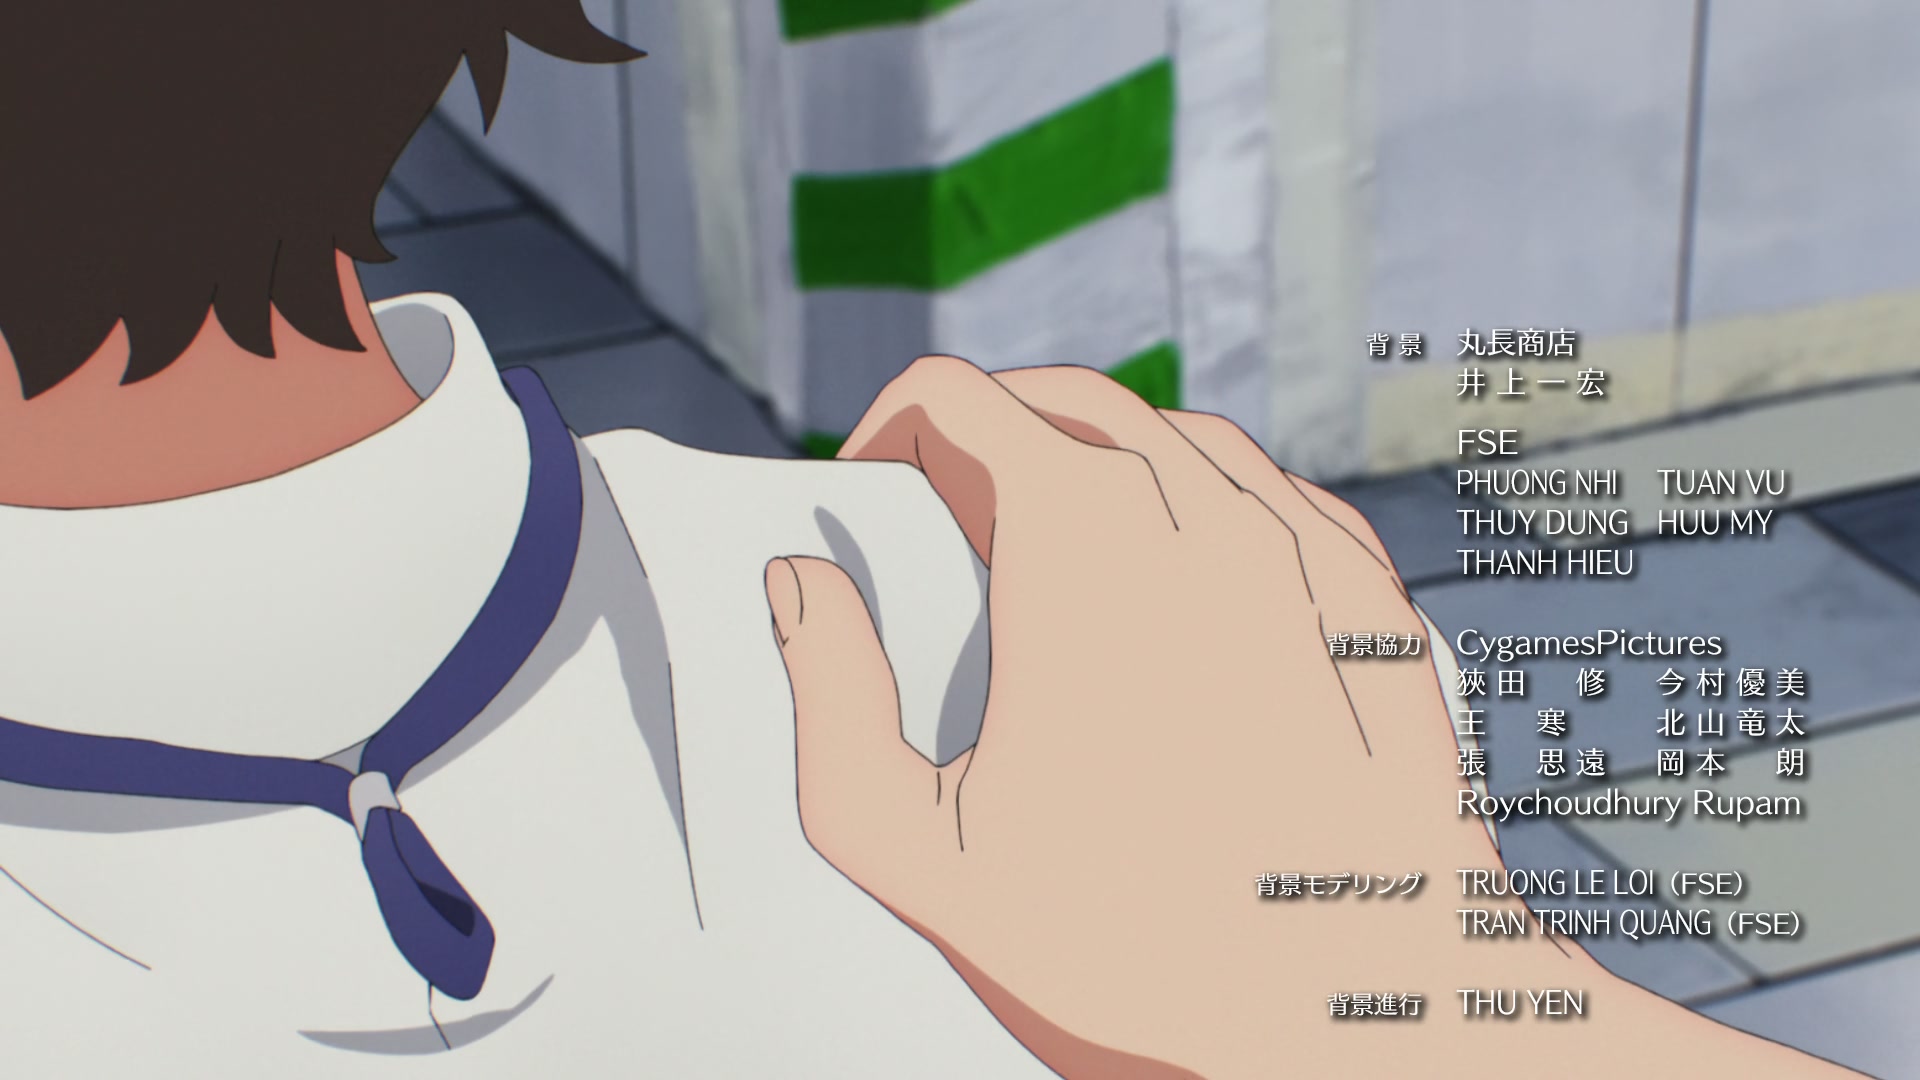 背景 丸長商店
井上一宏
FSE
PHUONG NHI TUAN VU
THUY DUNG HUU MY
THANH HIEU
背景協力 CygamesPictures
狹田 修 今村優美
王 寒 北山竜太
張 思遠 岡本 朗
Roychoudhury Rupam
背景モデリング TRUONG LE LOI（FSE）
TRAN TRINH QUANG（FSE）
背景進行 THU YEN